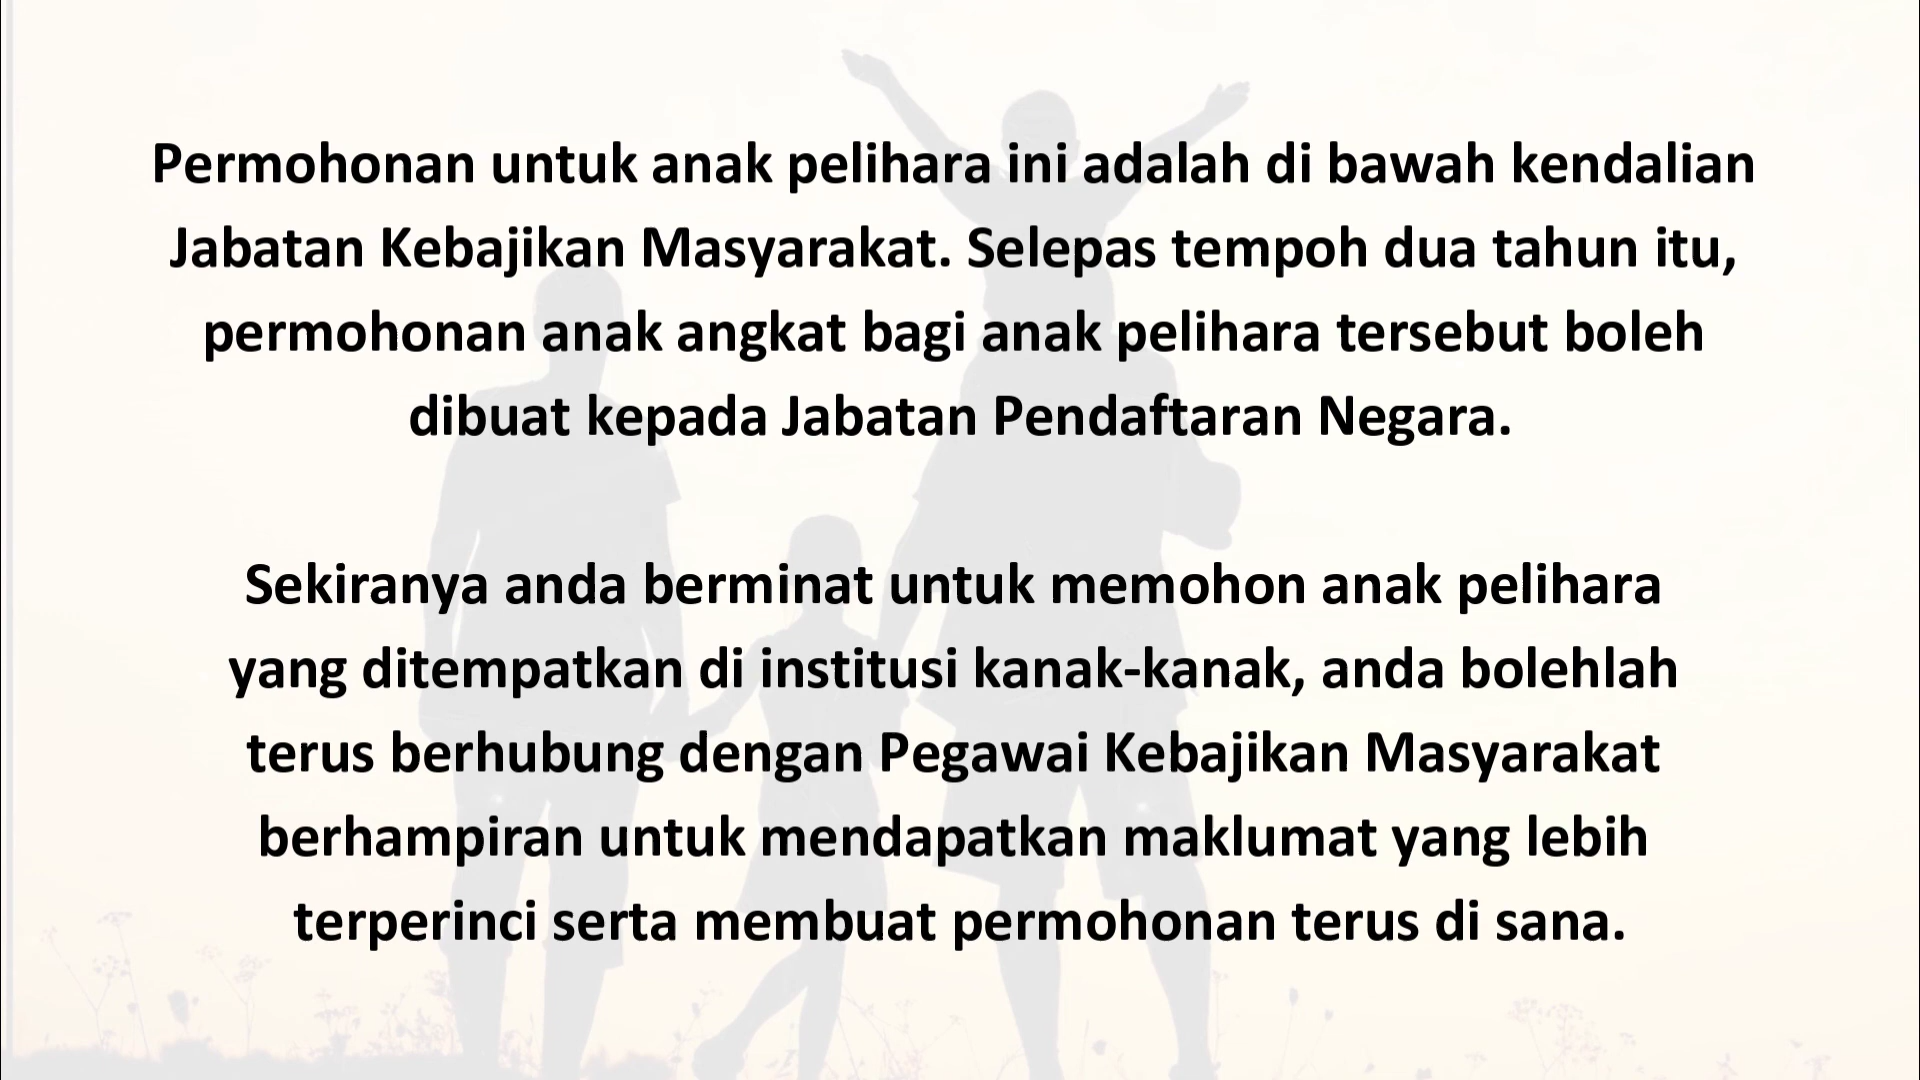 Permohonan untuk anak pelihara ini adalah di bawah kendalian
Jabatan Kebajikan Masyarakat. Selepas tempoh dua tahun itu,
permohonan anak angkat bagi anak pelihara tersebut boleh
dibuat kepada Jabatan Pendaftaran Negara.
Sekiranya anda berminat untuk memohon anak pelihara
yang ditempatkan di institusi kanak-kanak, anda bolehlah
terus berhubung dengan Pegawai Kebajikan Masyarakat
berhampiran untuk mendapatkan maklumat yang lebih
terperinci serta membuat permohonan terus di sana.